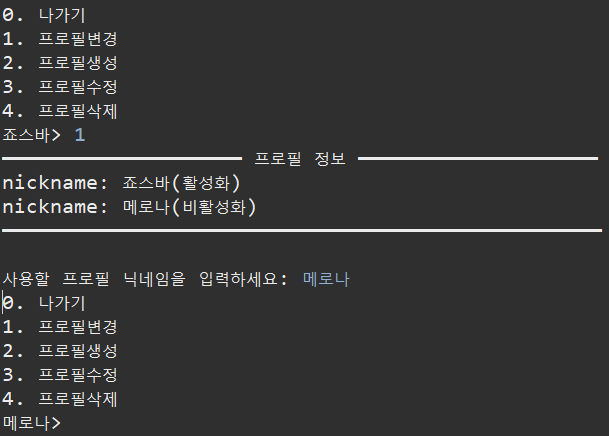 0. 나가기
1. 프로필변경
2. 프로필생성
3. 프로필수정
4. 프로필삭제
죠스바> 1
━━━━━━━━━━━━━━━━━━━━ 프로필 정보 ━━━━━━━━━━━━━━━━━━━━
nickname: 죠스바(활성화)
nickname: 메로나(비활성화)
━━━━━━━━━━━━━━━━━━━━━━━━━━━━━━━━━━━━━━━━━━━━━━━━━━
사용할 프로필 닉네임을 입력하세요: 메로나
0. 나가기
1. 프로필변경
2. 프로필생성
3. 프로필수정
4. 프로필삭제
메로나>